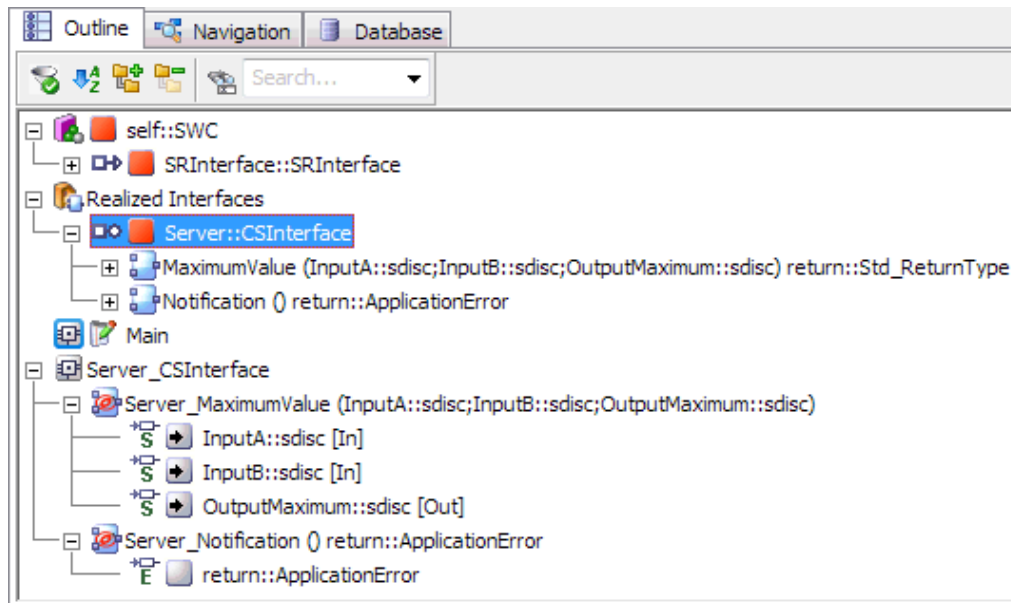 Outline Navigation Database
Search...
self::SWC
SRInterface::SRInterface
Realized Interfaces
Server::CSInterface
MaximumValue (InputA::sdisc;InputB::sdisc;OutputMaximum::sdisc) return::Std_ReturnType
Notification () return::ApplicationError
Main
Server_CSInterface
Server_MaximumValue (InputA::sdisc;InputB::sdisc;OutputMaximum::sdisc)
S InputA::sdisc [In]
S InputB::sdisc [In]
S OutputMaximum::sdisc [Out]
Server_Notification () return::ApplicationError
E return::ApplicationError